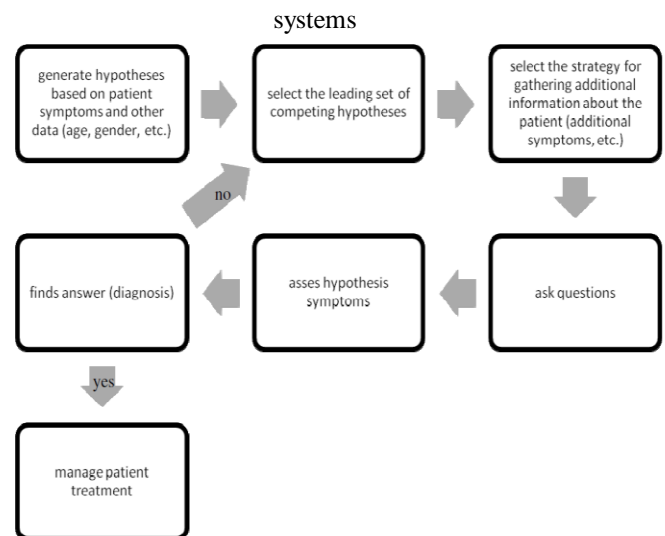 systems
generate hypotheses
based on patient
symptoms and other
data (age, gender, etc.)
select the leading set of
competing hypotheses
select the strategy for
gathering additional
information about the
patient (additional
symptoms, etc.)
no
finds answer (diagnosis)
asses hypothesis
symptoms
ask questions
yes
manage patient
treatment